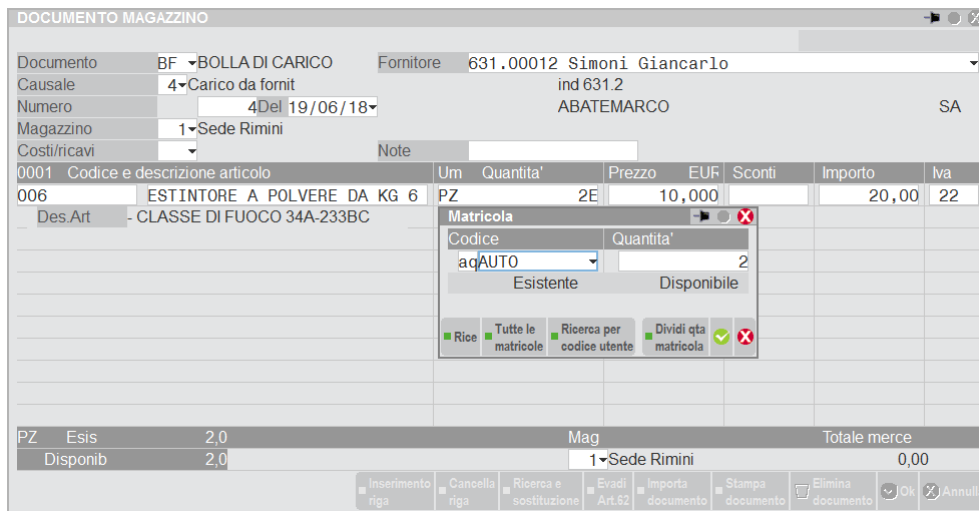 DOCUMENTO MAGAZZINO
Documento BF BOLLA DI CARICO Fornitore 631.00012 Simoni Giancarlo
Causale 4 Carico da fornit ind 631.2
Numero 4 Del 19/06/18 ABATEMARCO SA
Magazzino 1 Sede Rimini
Costi/ricavi Note
0001 Codice e descrizione articolo Um Quantita' Prezzo EUR Sconti Importo Iva
006 ESTINTORE A POLVERE DA KG 6 PZ 2E 10,000 20,00 22
Des.Art - CLASSE DI FUOCO 34A-233BC
Matricola
Codice Quantita'
aqAUTO 2
Esistente Disponibile
Rice Tutte le matricole Ricerca per codice utente Dividi qta matricola
PZ Esis 2,0 Mag Totale merce
Disponib 2,0 1 Sede Rimini 0,00
Inserimento riga Cancella riga Ricerca e sostituzione Evadi Art.62 Importa documento Stampa documento Elimina documento Ok Annull